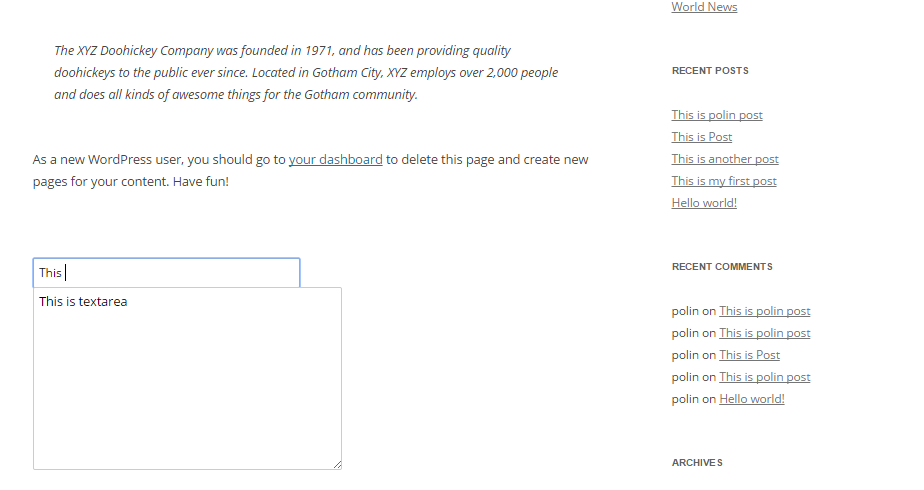 The XYZ Doohickey Company was founded in 1971, and has been providing quality
doohickeys to the public ever since. Located in Gotham City, XYZ employs over 2,000 people
and does all kinds of awesome things for the Gotham community.
As a new WordPress user, you should go to your dashboard to delete this page and create new
pages for your content. Have fun!
This
This is textarea
World News
RECENT POSTS
This is polin post
This is Post
This is another post
This is my first post
Hello world!
RECENT COMMENTS
polin on This is polin post
polin on This is polin post
polin on This is Post
polin on This is polin post
polin on Hello world!
ARCHIVES